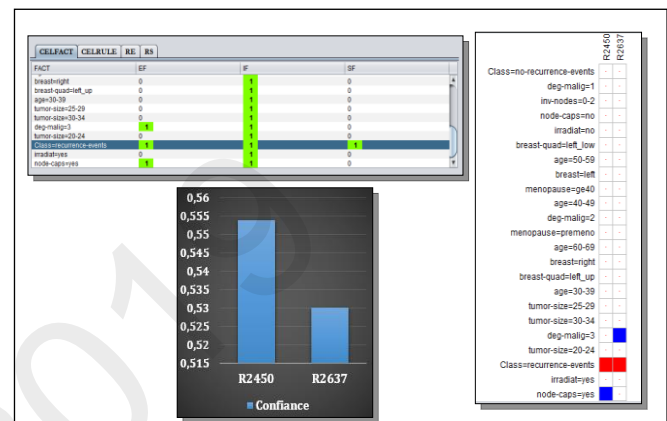 CELFACT CELRULE RE RS
FACT EF IF SF
breast=right 0 1 0
breast-quad=left_up 0 1 0
age=30-39 0 1 0
tumor-size=25-29 0 1 0
tumor-size=30-34 0 1 0
deg-malig=3 1 1 0
tumor-size=20-24 0 1 0
Class=recurrence-events 1 1 1
irradiat=yes 0 1 0
node-caps=yes 1 1 0
0,56
0,555
0,55
0,545
0,54
0,535
0,53
0,525
0,52
0,515
R2450 R2637
Confiance
R2450 R2637
Class=no-recurrence-events
deg-malig=1
inv-nodes=0-2
node-caps=no
irradiat=no
breast-quad=left_low
age=50-59
breast=left
menopause=ge40
age=40-49
deg-malig=2
menopause=premeno
age=60-69
breast=right
breast-quad=left_up
age=30-39
tumor-size=25-29
tumor-size=30-34
deg-malig=3
tumor-size=20-24
Class=recurrence-events
irradiat=yes
node-caps=yes